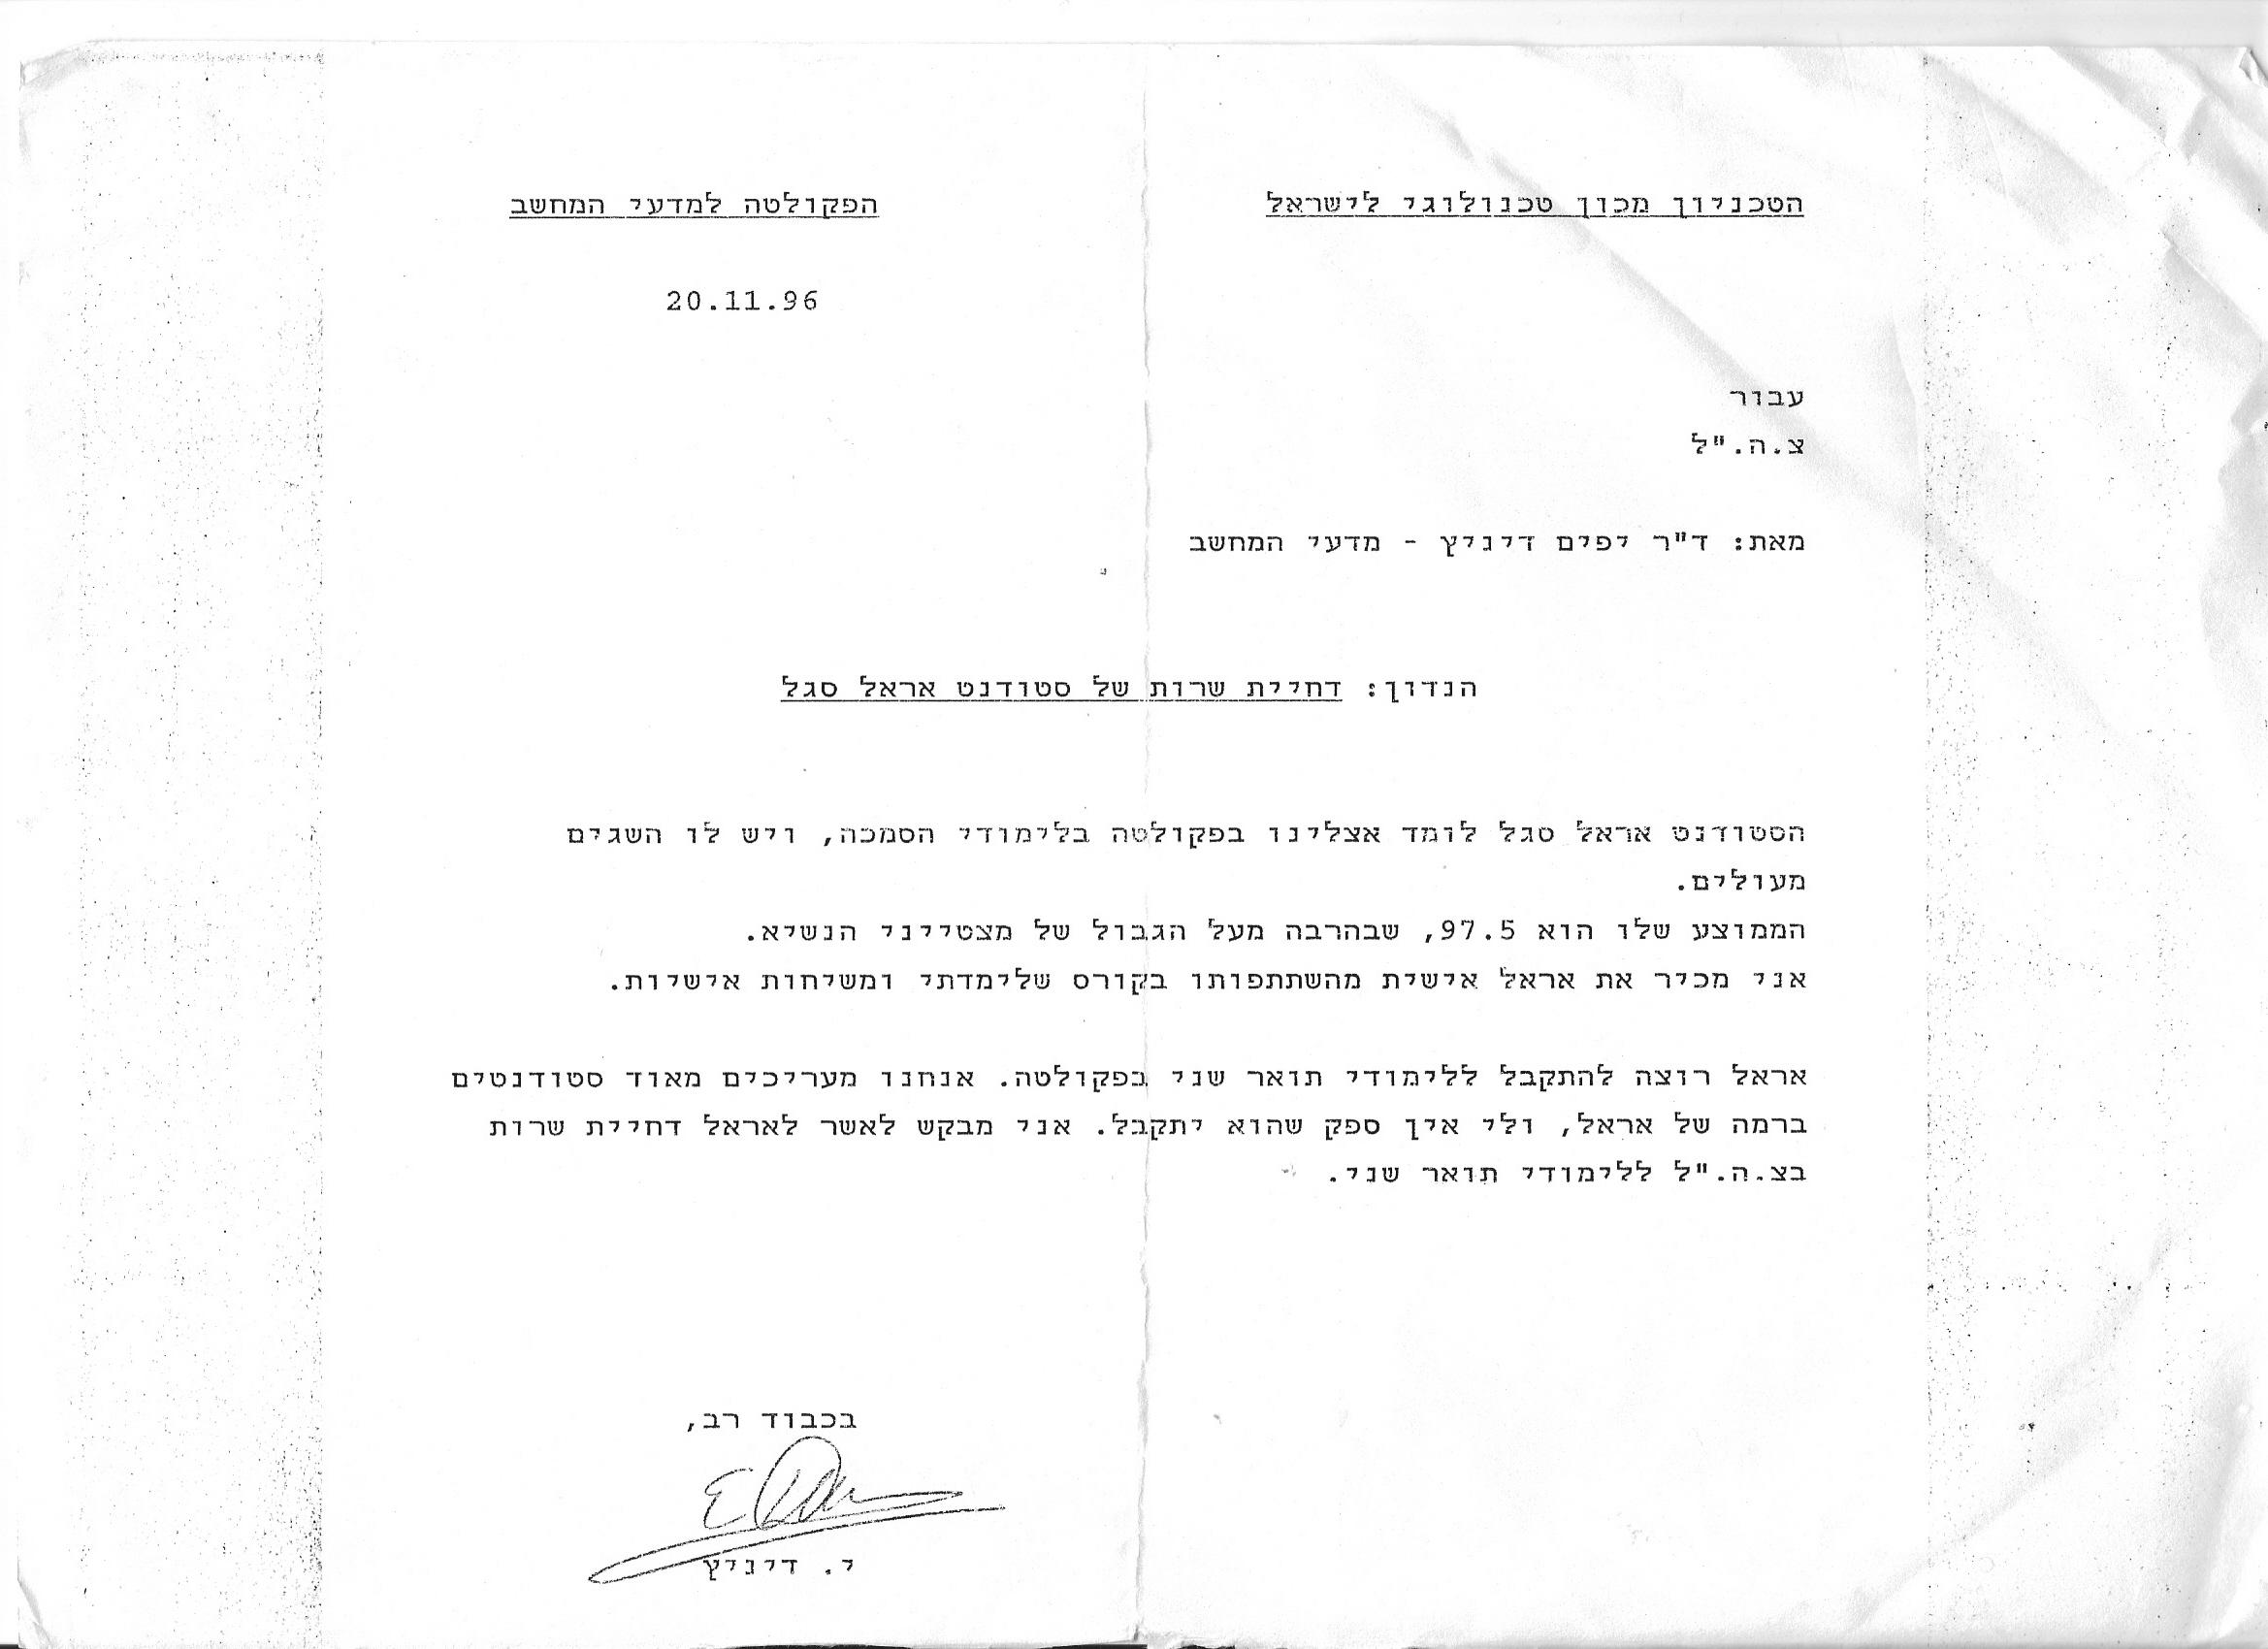 הטכניון מכון טכנולוגי לישראל הפקולטה למדעי המחשב
20.11.96
עבור
צ.ה."ל
מאת: ד"ר יפים דיניץ - מדעי המחשב
הנדון: דחיית שרות של סטודנט אראל סגל
הסטודנט אראל סגל לומד אצלינו בפקולטה בלימודי הסמכה, ויש לו השגים
מעולים.
הממוצע שלו הוא 97.5, שבהרבה מעל הגבול של מצטייני הנשיא.
אני מכיר את אראל אישית מהשתתפותו בקורס שלימדתי ומשיחות אישיות.
אראל רוצה להתקבל ללימודי תואר שני בפקולטה. אנחנו מעריכים מאוד סטודנטים
ברמה של אראל, ולי אין ספק שהוא יתקבל. אני מבקש לאשר לאראל דחיית שרות
בצ.ה."ל ללימודי תואר שני.
בכבוד רב,
י. דיניץ